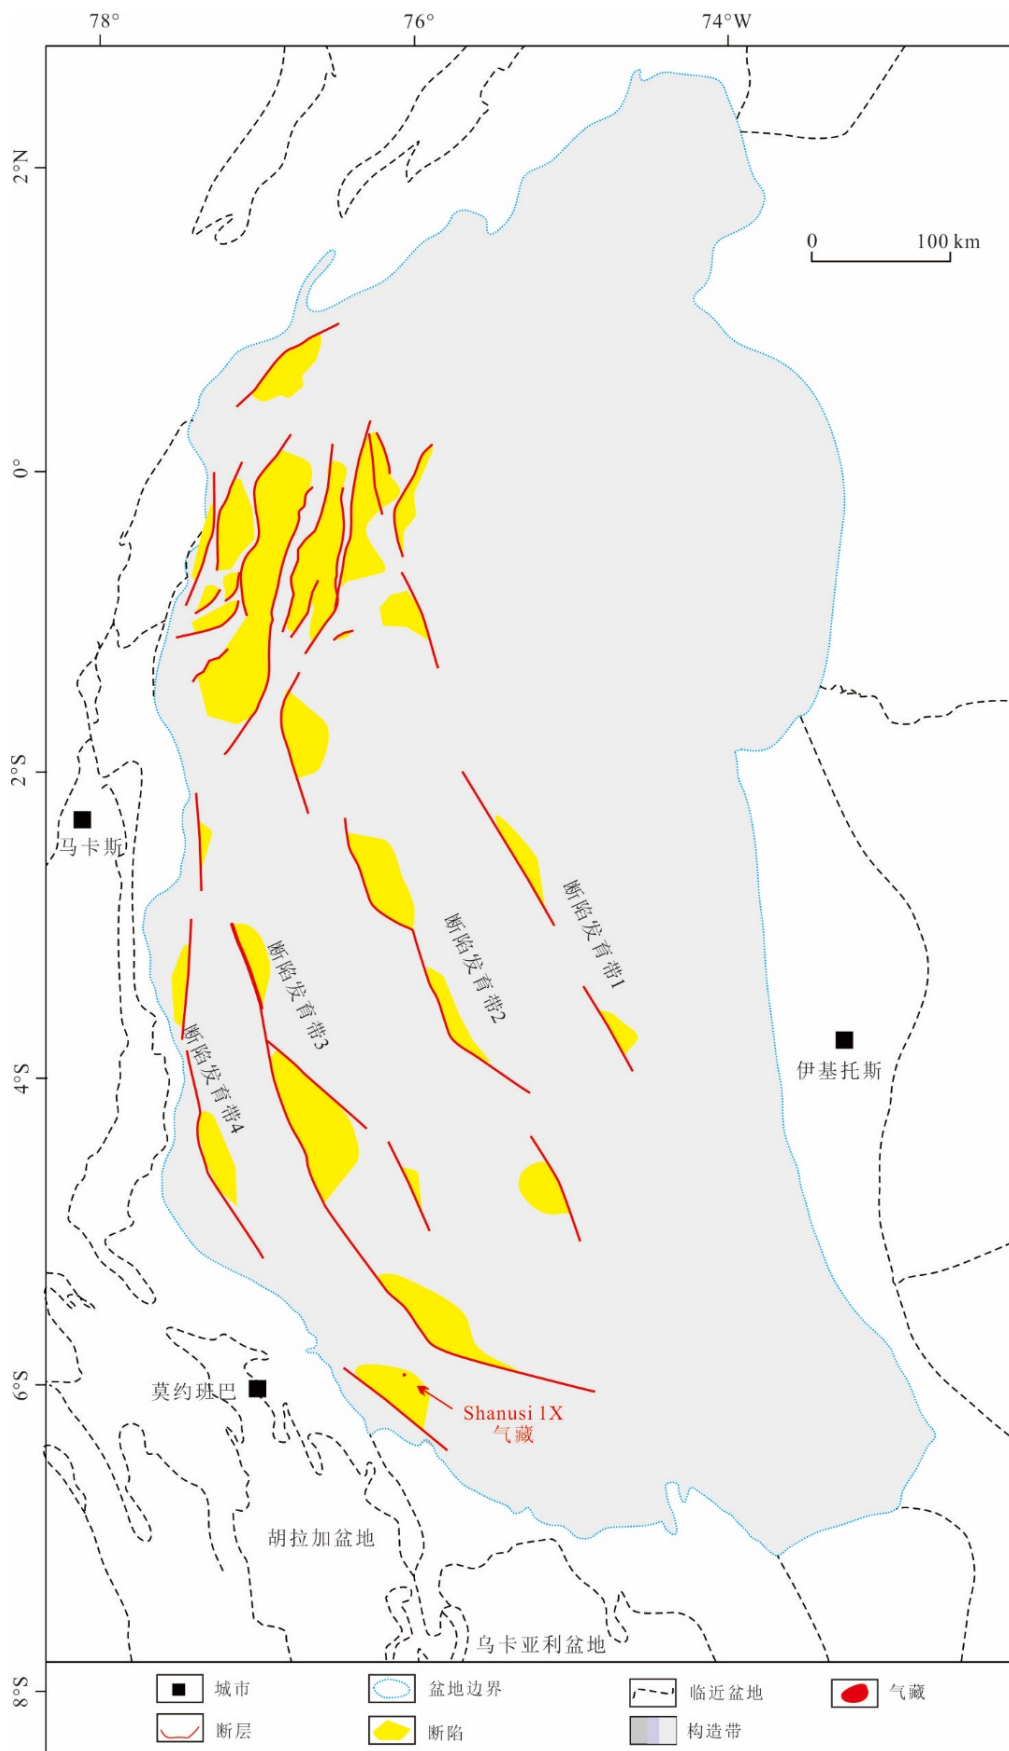 78° 76° 74°W
2°N
0 100 km
0°
2°S
马卡斯
断陷发育带1
断陷发育带2
断陷发育带3
断陷发育带4
4°S
伊基托斯
6°S
莫约班巴
Shanusi 1X
气藏
胡拉加盆地
乌卡亚利盆地
8°S
城市 盆地边界 临近盆地 气藏
断层 断陷 构造带